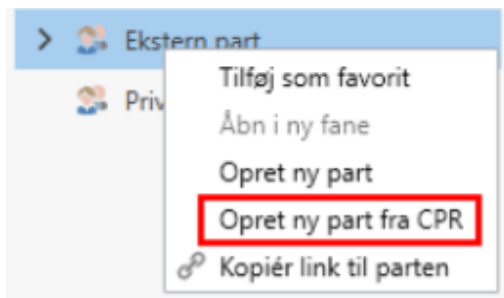 Ekstern part
Tilføj som favorit
Priv
Åbn i ny fane
Opret ny part
Opret ny part fra CPR
Kopiér link til parten